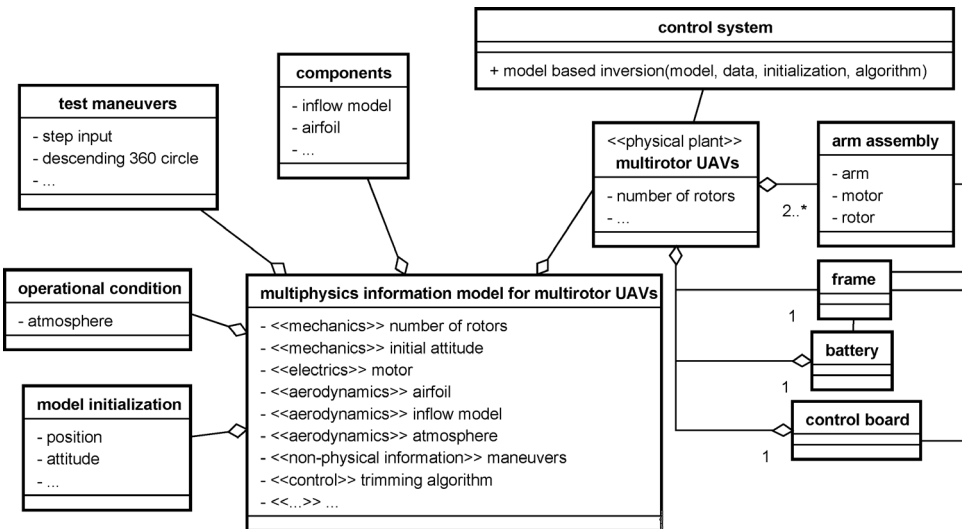 control system
+ model based inversion(model, data, initialization, algorithm)
components
- inflow model
- airfoil
- ...
test maneuvers
- step input
- descending 360 circle
- ...
<<physical plant>>
multirotor UAVs
- number of rotors
- ...
2..*
arm assembly
- arm
- motor
- rotor
operational condition
- atmosphere
multiphysics information model for multirotor UAVs
- <<mechanics>> number of rotors
- <<mechanics>> initial attitude
- <<electrics>> motor
- <<aerodynamics>> airfoil
- <<aerodynamics>> inflow model
- <<aerodynamics>> atmosphere
- <<non-physical information>> maneuvers
- <<control>> trimming algorithm
- <<...>> ...
frame
1
battery
1
control board
1
model initialization
- position
- attitude
- ...